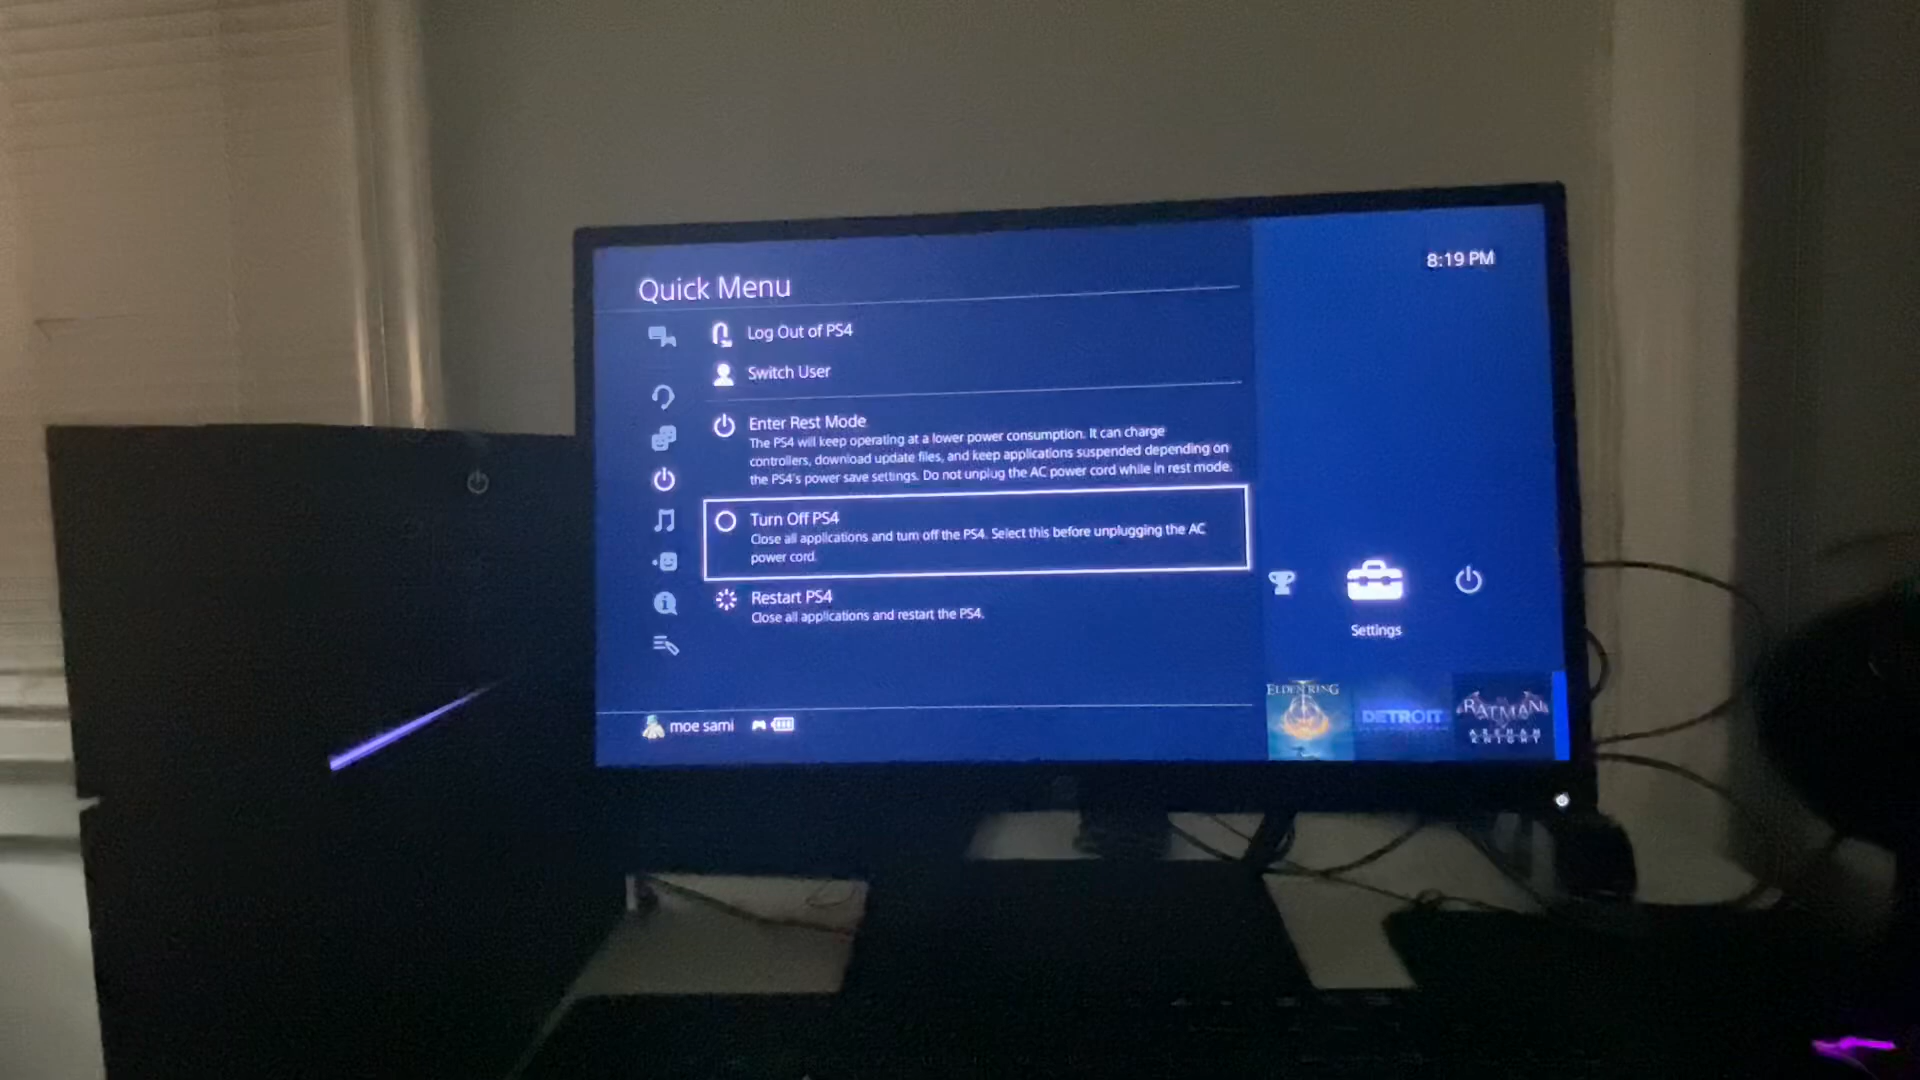 8:19 PM
Quick Menu
Log Out of PS4
Switch User
Enter Rest Mode
The PS4 will keep operating at a lower power consumption. It can charge
controllers, download update files, and keep applications suspended depending on
the PS4's power save settings. Do not unplug the AC power cord while in rest mode.
Turn Off PS4
Close all applications and turn off the PS4. Select this before unplugging the AC
power cord.
Restart PS4
Close all applications and restart the PS4.
Settings
ELDEN RING
DETROIT
BATMAN
ARKHAM
KNIGHT
moe sami